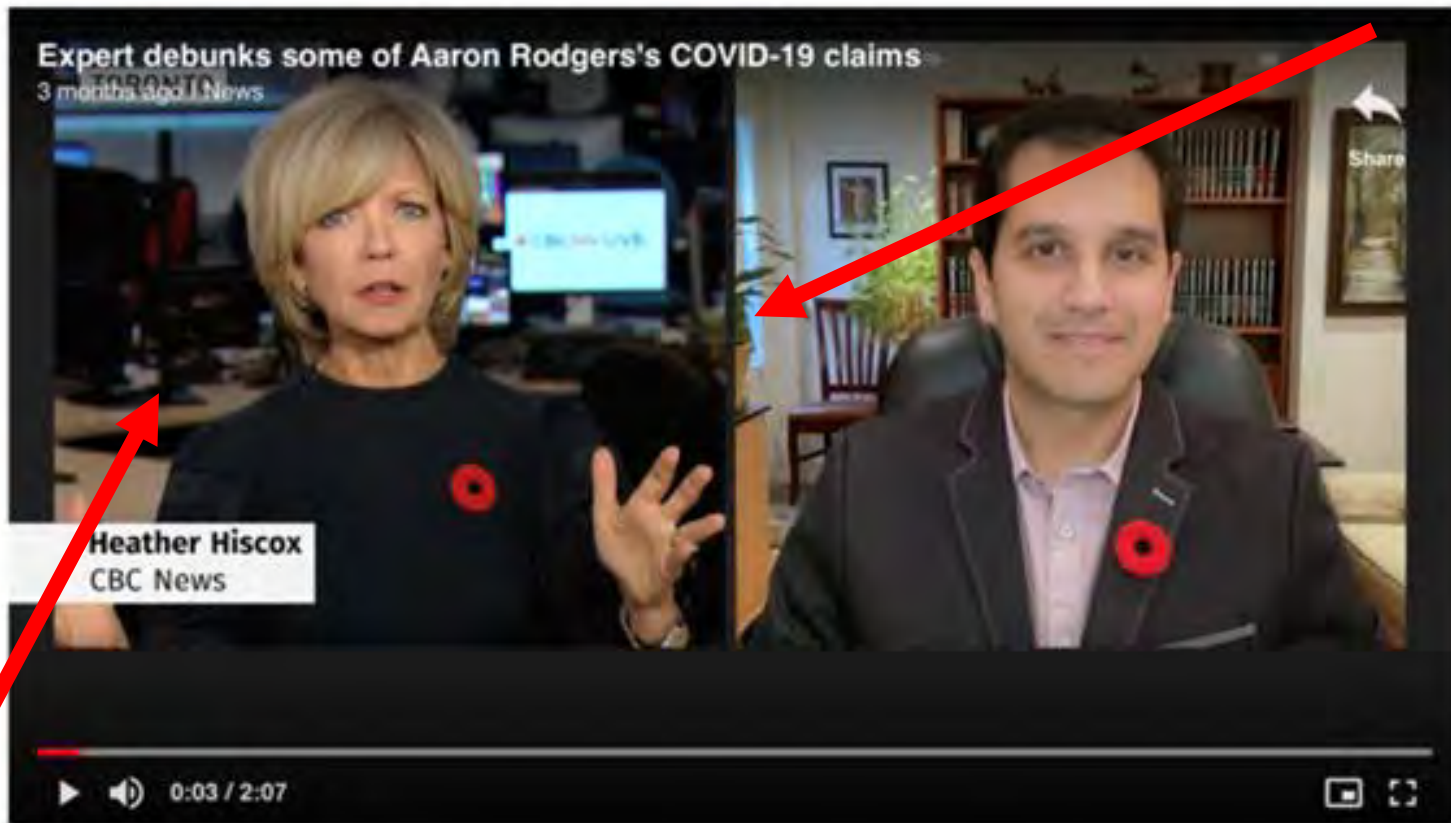 Expert debunks some of Aaron Rodgers's COVID-19 claims
TORONTO
3 months ago | News
Share
Heather Hiscox
CBC News
0:03 / 2:07